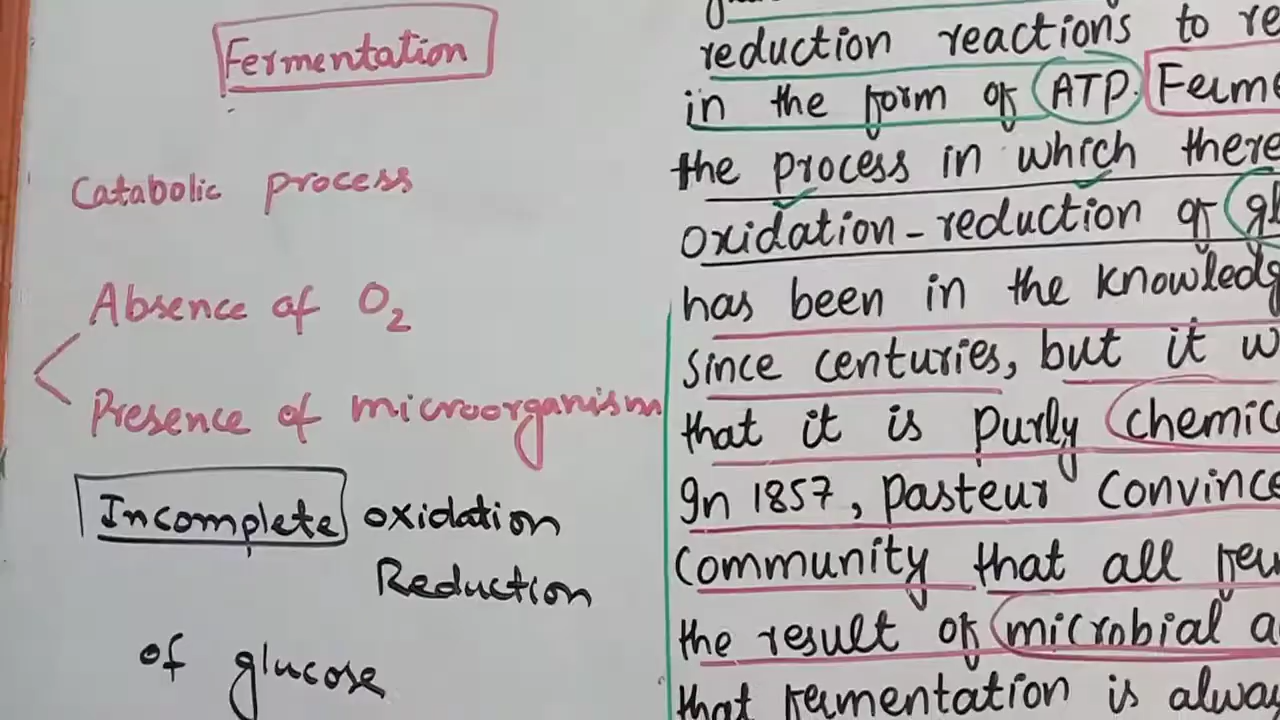 Fermentation
Catabolic process
Absence of O2
Presence of microorganism
Incomplete oxidation
Reduction
of glucose
reduction reactions to re
in the form of ATP. Ferme
the process in which there
oxidation-reduction of gl
has been in the knowledg
since centuries, but it w
that it is purly chemic
In 1857, pasteur convince
community that all fer
the result of microbial a
that fermentation is alway